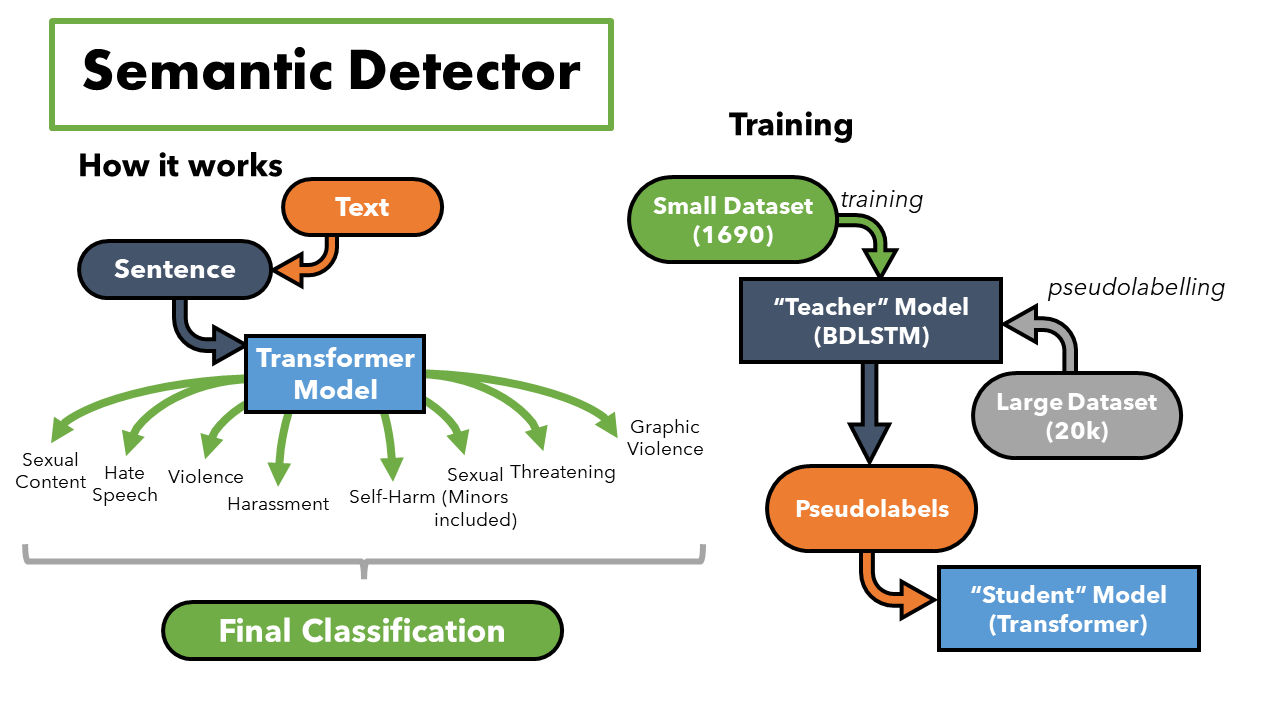 Semantic Detector
How it works
Text
Sentence
Transformer
Model
Sexual
Content
Hate
Speech
Violence
Harassment
Self-Harm
Sexual
(Minors
included)
Threatening
Graphic
Violence
Final Classification
Training
Small Dataset
(1690)
training
“Teacher” Model
(BDLSTM)
pseudolabelling
Large Dataset
(20k)
Pseudolabels
“Student” Model
(Transformer)